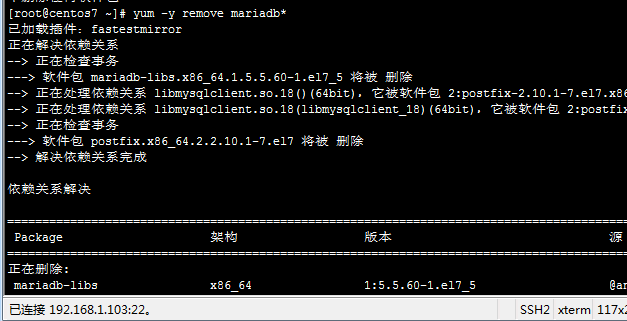 [root@centos7 ~]# yum -y remove mariadb*
已加载插件：fastestmirror
正在解决依赖关系
--> 正在检查事务
---> 软件包 mariadb-libs.x86_64.1.5.5.60-1.el7_5 将被 删除
--> 正在处理依赖关系 libmysqlclient.so.18()(64bit)，它被软件包 2:postfix-2.10.1-7.el7.x86
--> 正在处理依赖关系 libmysqlclient.so.18(libmysqlclient_18)(64bit)，它被软件包 2:postf
--> 正在检查事务
---> 软件包 postfix.x86_64.2.2.10.1-7.el7 将被 删除
--> 解决依赖关系完成
依赖关系解决
================================================================================
Package 架构 版本 源
================================================================================
正在删除:
mariadb-libs x86_64 1:5.5.60-1.el7_5 @an
已连接 192.168.1.103:22。 SSH2 xterm 117x2